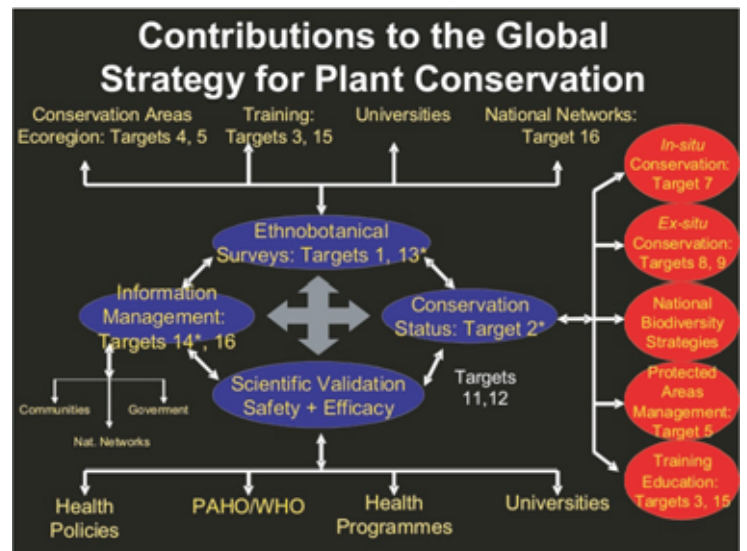 Contributions to the Global
Strategy for Plant Conservation
Conservation Areas
Ecoregion: Targets 4, 5
Training:
Targets 3, 15
Universities
National Networks:
Target 16
In-situ
Conservation:
Target 7
Ethnobotanical
Surveys: Targets 1, 13*
Ex-situ
Conservation:
Targets 8, 9
Information
Management:
Targets 14*, 16
Conservation
Status: Target 2*
National
Biodiversity
Strategies
Scientific Validation
Safety + Efficacy
Targets
11,12
Protected
Areas
Management:
Target 5
Communities
Goverment
Nat. Networks
Training
Education:
Targets 3, 15
Health
Policies
PAHO/WHO
Health
Programmes
Universities